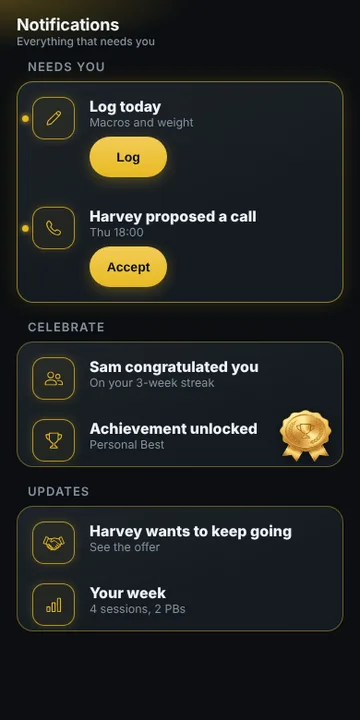 Notifications
Everything that needs you
NEEDS YOU
Log today
Macros and weight
Log
Harvey proposed a call
Thu 18:00
Accept
CELEBRATE
Sam congratulated you
On your 3-week streak
Achievement unlocked
Personal Best
UPDATES
Harvey wants to keep going
See the offer
Your week
4 sessions, 2 PBs